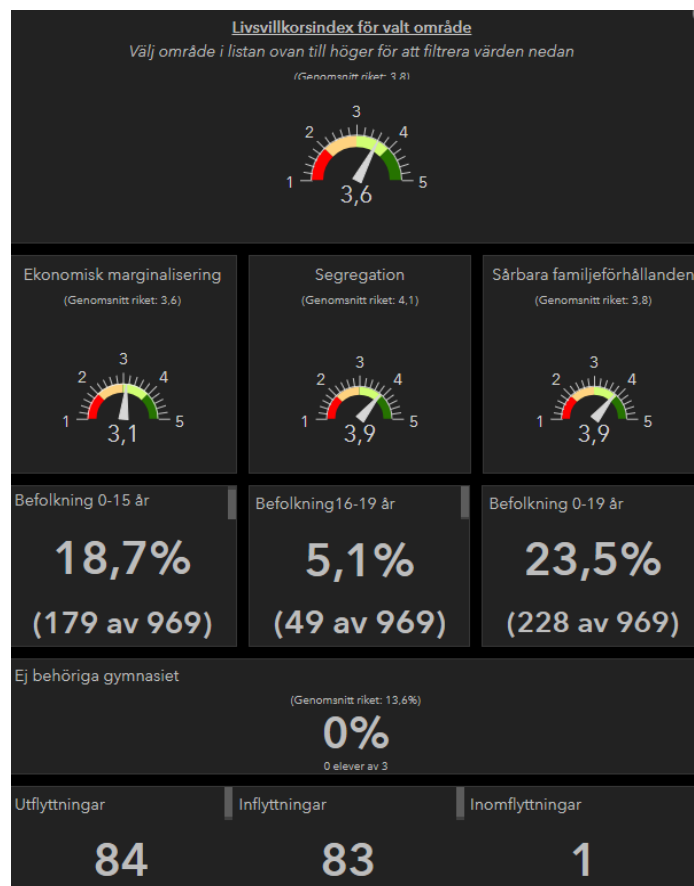 Livsvillkorsindex för valt område
Välj område i listan ovan till höger för att filtrera värden nedan
(Genomsnitt riket: 3,8)
3
2 4
1 5
3,6
Ekonomisk marginalisering
(Genomsnitt riket: 3,6)
3
2 4
1 5
3,1
Segregation
(Genomsnitt riket: 4,1)
3
2 4
1 5
3,9
Sårbara familjeförhållanden
(Genomsnitt riket: 3,8)
3
2 4
1 5
3,9
Befolkning 0-15 år
18,7%
(179 av 969)
Befolkning16-19 år
5,1%
(49 av 969)
Befolkning 0-19 år
23,5%
(228 av 969)
Ej behöriga gymnasiet
(Genomsnitt riket: 13,6%)
0%
0 elever av 3
Utflyttningar
84
Inflyttningar
83
Inomflyttningar
1